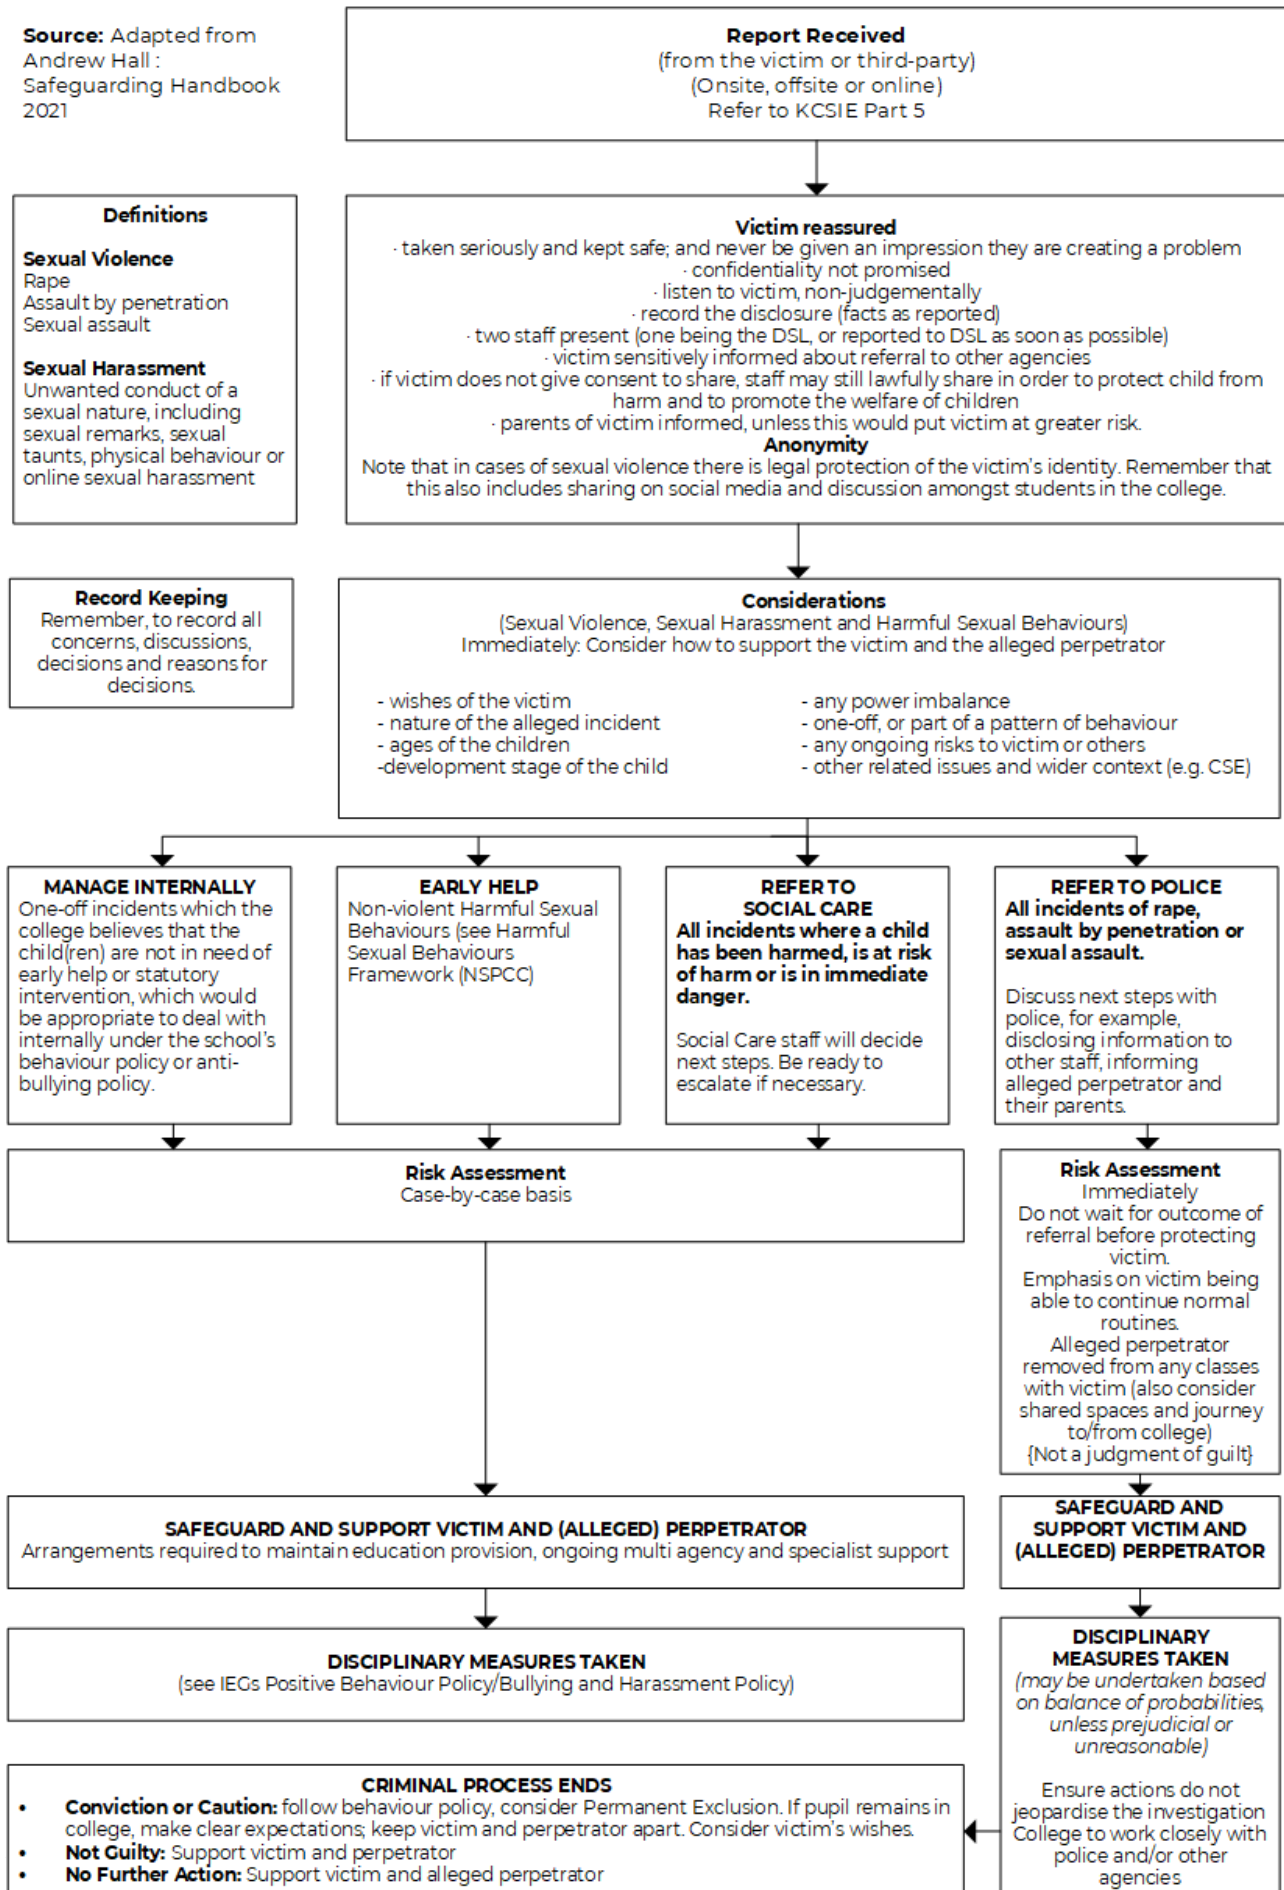 Source: Adapted from
Andrew Hall :
Safeguarding Handbook
2021
Report Received
(from the victim or third-party)
(Onsite, offsite or online)
Refer to KCSIE Part 5
Definitions
Sexual Violence
Rape
Assault by penetration
Sexual assault
Sexual Harassment
Unwanted conduct of a
sexual nature, including
sexual remarks, sexual
taunts, physical behaviour or
online sexual harassment
Victim reassured
· taken seriously and kept safe; and never be given an impression they are creating a problem
· confidentiality not promised
· listen to victim, non-judgementally
· record the disclosure (facts as reported)
· two staff present (one being the DSL, or reported to DSL as soon as possible)
· victim sensitively informed about referral to other agencies
· if victim does not give consent to share, staff may still lawfully share in order to protect child from
harm and to promote the welfare of children
· parents of victim informed, unless this would put victim at greater risk.
Anonymity
Note that in cases of sexual violence there is legal protection of the victim's identity. Remember that
this also includes sharing on social media and discussion amongst students in the college.
Record Keeping
Remember, to record all
concerns, discussions,
decisions and reasons for
decisions.
Considerations
(Sexual Violence, Sexual Harassment and Harmful Sexual Behaviours)
Immediately: Consider how to support the victim and the alleged perpetrator
- wishes of the victim
- nature of the alleged incident
- ages of the children
-development stage of the child
- any power imbalance
- one-off, or part of a pattern of behaviour
- any ongoing risks to victim or others
- other related issues and wider context (e.g. CSE)
MANAGE INTERNALLY
One-off incidents which the
college believes that the
child(ren) are not in need of
early help or statutory
intervention, which would
be appropriate to deal with
internally under the school's
behaviour policy or anti-
bullying policy.
EARLY HELP
Non-violent Harmful Sexual
Behaviours (see Harmful
Sexual Behaviours
Framework (NSPCC)
REFER TO
SOCIAL CARE
All incidents where a child
has been harmed, is at risk
of harm or is in immediate
danger.
Social Care staff will decide
next steps. Be ready to
escalate if necessary.
REFER TO POLICE
All incidents of rape,
assault by penetration or
sexual assault.
Discuss next steps with
police, for example,
disclosing information to
other staff, informing
alleged perpetrator and
their parents.
Risk Assessment
Case-by-case basis
Risk Assessment
Immediately
Do not wait for outcome of
referral before protecting
victim.
Emphasis on victim being
able to continue normal
routines.
Alleged perpetrator
removed from any classes
with victim (also consider
shared spaces and journey
to/from college)
{Not a judgment of guilt}
SAFEGUARD AND SUPPORT VICTIM AND (ALLEGED) PERPETRATOR
Arrangements required to maintain education provision, ongoing multi agency and specialist support
SAFEGUARD AND
SUPPORT VICTIM AND
(ALLEGED) PERPETRATOR
DISCIPLINARY MEASURES TAKEN
(see IEGs Positive Behaviour Policy/Bullying and Harassment Policy)
DISCIPLINARY
MEASURES TAKEN
(may be undertaken based
on balance of probabilities,
unless prejudicial or
unreasonable)
Ensure actions do not
jeopardise the investigation
College to work closely with
police and/or other
agencies
CRIMINAL PROCESS ENDS
• Conviction or Caution: follow behaviour policy, consider Permanent Exclusion. If pupil remains in
college, make clear expectations; keep victim and perpetrator apart. Consider victim's wishes.
• Not Guilty: Support victim and perpetrator
• No Further Action: Support victim and alleged perpetrator